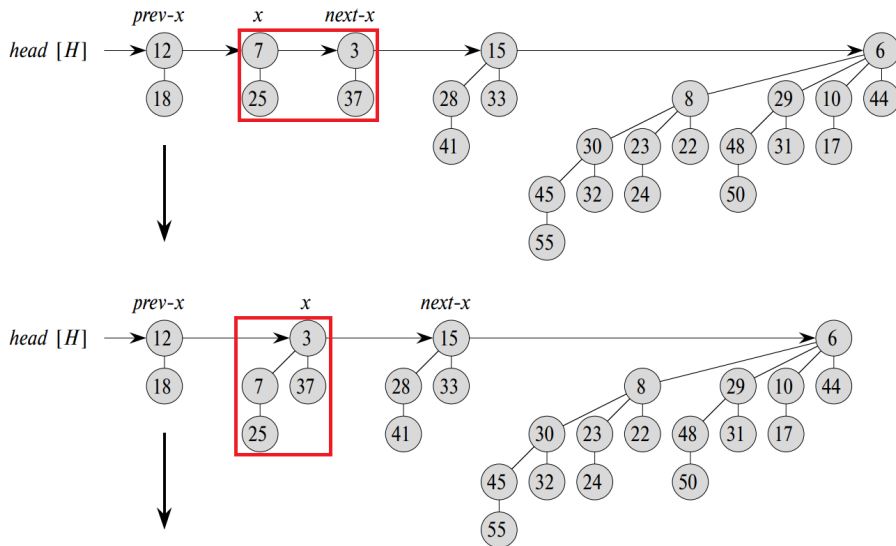 prev-x x next-x
head [H] 12 7 3 15 6
18 25 37 28 33 8 29 10 44
41 30 23 22 48 31 17
45 32 24 50
55
prev-x x next-x
head [H] 12 3 15 6
18 7 37 28 33 8 29 10 44
25 41 30 23 22 48 31 17
45 32 24 50
55